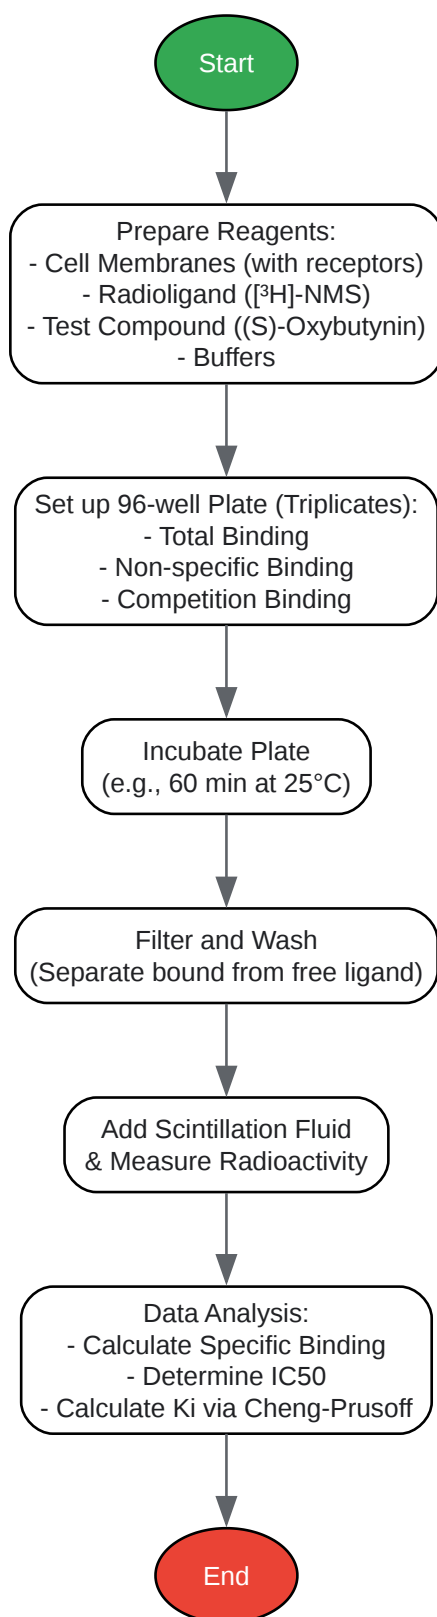 Start
Prepare Reagents:
- Cell Membranes (with receptors)
- Radioligand ([³H]-NMS)
- Test Compound ((S)-Oxybutynin)
- Buffers
Set up 96-well Plate (Triplicates):
- Total Binding
- Non-specific Binding
- Competition Binding
Incubate Plate
(e.g., 60 min at 25°C)
Filter and Wash
(Separate bound from free ligand)
Add Scintillation Fluid
& Measure Radioactivity
Data Analysis:
- Calculate Specific Binding
- Determine IC50
- Calculate Ki via Cheng-Prusoff
End